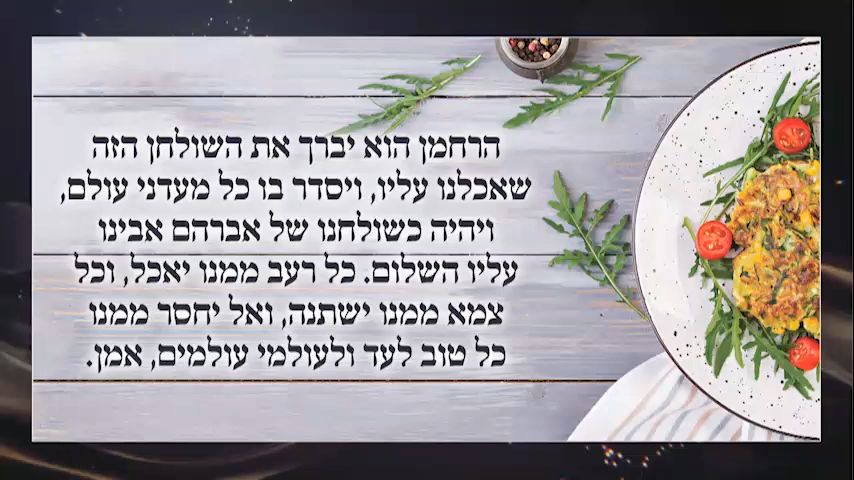 הרחמן הוא יברך את השולחן הזה
שאכלנו עליו, ויסדר בו כל מעדני עולם,
ויהיה כשולחנו של אברהם אבינו
עליו השלום. כל רעב ממנו יאכל, וכל
צמא ממנו ישתנה, ואל יחסר ממנו
כל טוב לעד ולעולמי עולמים, אמן.